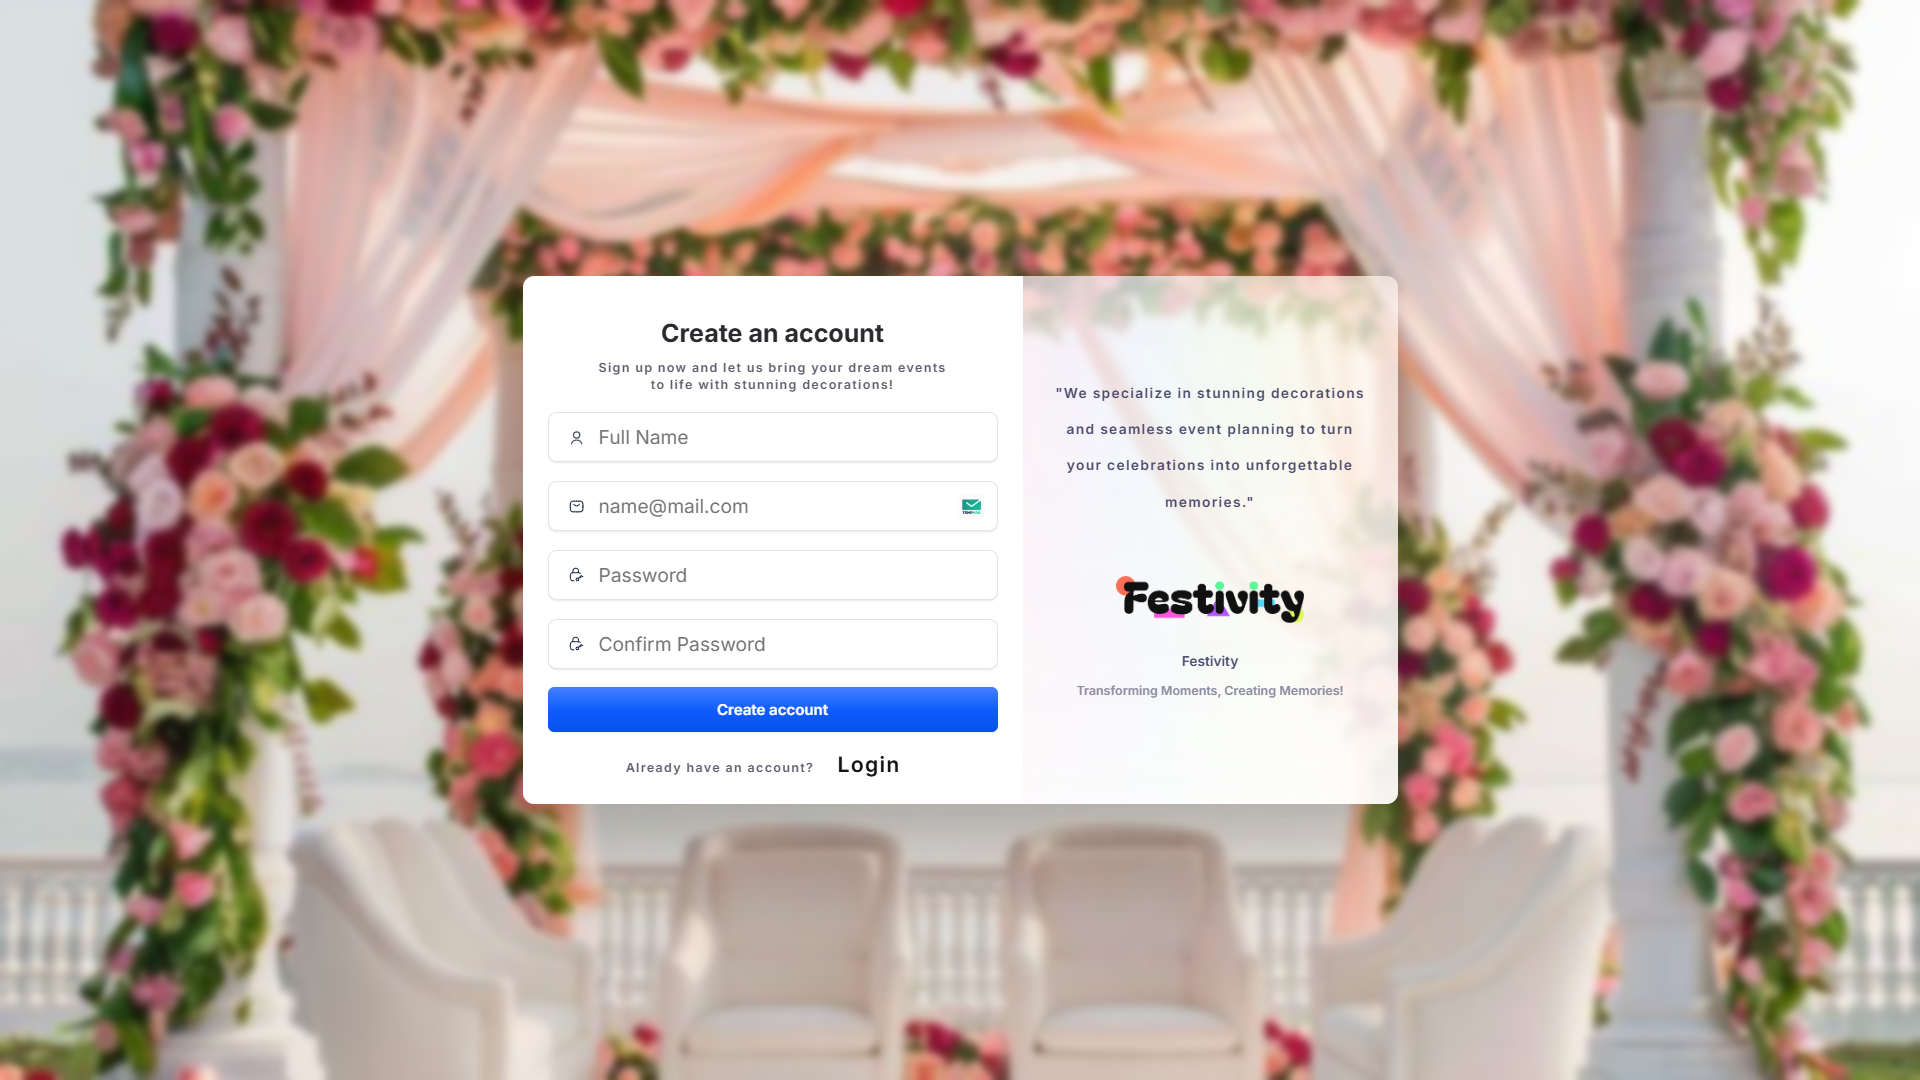 Create an account
Sign up now and let us bring your dream events
to life with stunning decorations!
Full Name
name@mail.com
Password
Confirm Password
Create account
Already have an account? Login
"We specialize in stunning decorations
and seamless event planning to turn
your celebrations into unforgettable
memories."
Festivity
Festivity
Transforming Moments, Creating Memories!